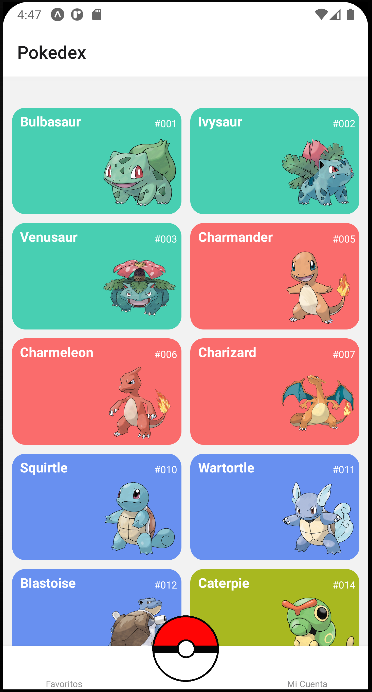 4:47
Pokedex
Bulbasaur
#001
Ivysaur
#002
Venusaur
#003
Charmander
#005
Charmeleon
#006
Charizard
#007
Squirtle
#010
Wartortle
#011
Blastoise
#012
Caterpie
#014
Favoritos
Mi Cuenta